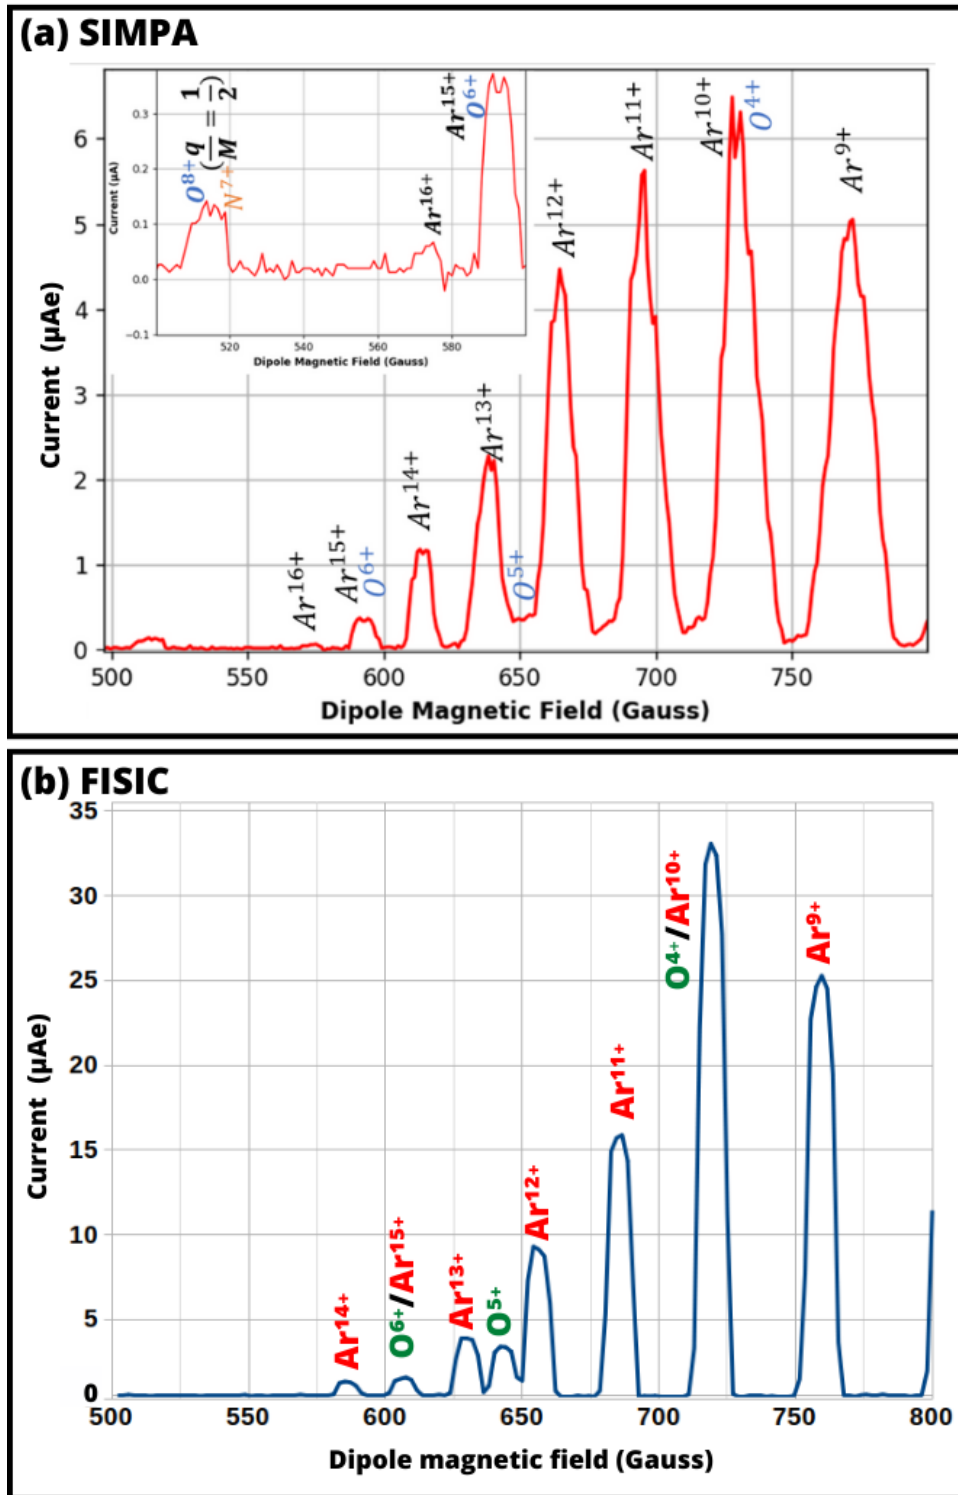 (a) SIMPA
Current (μAe)
6
5
4
3
2
1
0
500 550 600 650 700 750
Dipole Magnetic Field (Gauss)
Ar¹⁶⁺
Ar¹⁵⁺
O⁶⁺
Ar¹⁴⁺
Ar¹³⁺
O⁵⁺
Ar¹²⁺
Ar¹¹⁺
Ar¹⁰⁺
O⁴⁺
Ar⁹⁺
Current (μA)
0.3
0.2
0.1
0.0
−0.1
520 540 560 580
Dipole Magnetic Field (Gauss)
O⁸⁺
N⁷⁺
(q/M = 1/2)
Ar¹⁶⁺
Ar¹⁵⁺
O⁶⁺
(b) FISIC
Current (μAe)
35
30
25
20
15
10
5
0
500 550 600 650 700 750 800
Dipole magnetic field (Gauss)
Ar¹⁴⁺
O⁶⁺/Ar¹⁵⁺
Ar¹³⁺
O⁵⁺
Ar¹²⁺
Ar¹¹⁺
O⁴⁺/Ar¹⁰⁺
Ar⁹⁺